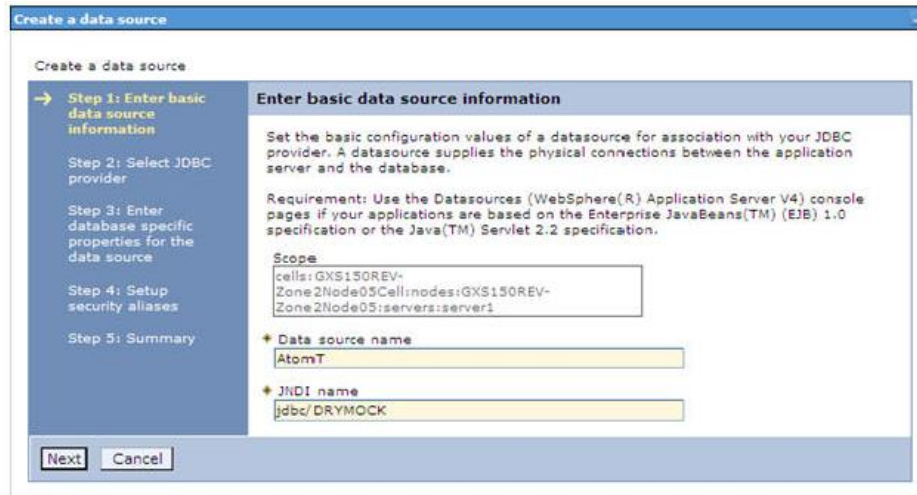 Create a data source
Create a data source
Step 1: Enter basic
data source
information
Step 2: Select JDBC
provider
Step 3: Enter
database specific
properties for the
data source
Step 4: Setup
security aliases
Step 5: Summary
Enter basic data source information
Set the basic configuration values of a datasource for association with your JDBC
provider. A datasource supplies the physical connections between the application
server and the database.
Requirement: Use the Datasources (WebSphere(R) Application Server V4) console
pages if your applications are based on the Enterprise JavaBeans(TM) (EJB) 1.0
specification or the Java(TM) Servlet 2.2 specification.
Scope
cells:GXS150REV-
Zone2Node05Cell:nodes:GXS150REV-
Zone2Node05:servers:server1
Data source name
AtomT
JNDI name
jdbc/DRYMOCK
Next Cancel